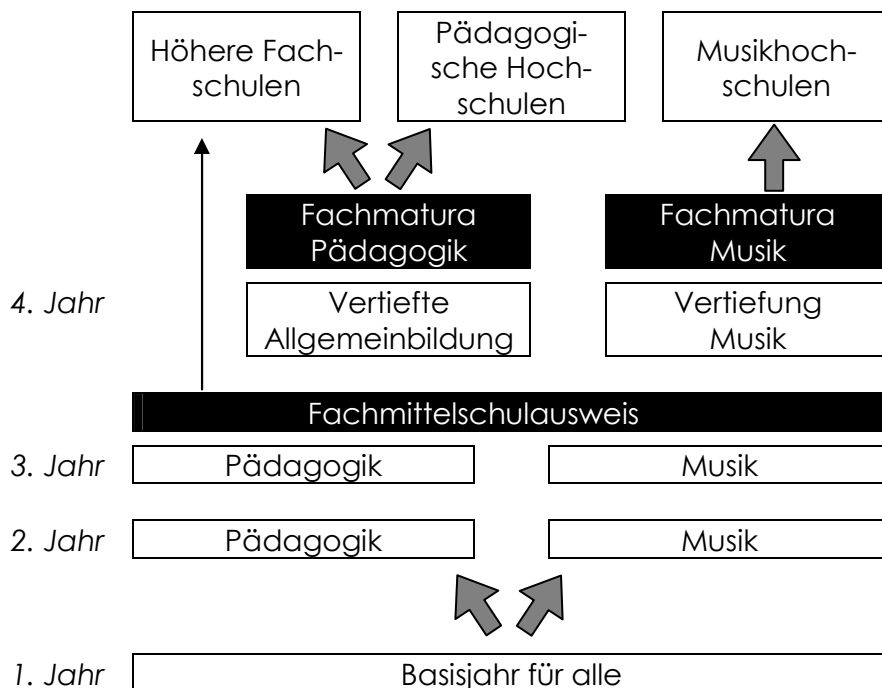 Höhere Fach-
schulen
Pädagogi-
sche Hoch-
schulen
Musikhoch-
schulen
Fachmatura
Pädagogik
Fachmatura
Musik
4. Jahr
Vertiefte
Allgemeinbildung
Vertiefung
Musik
Fachmittelschulausweis
3. Jahr
Pädagogik
Musik
2. Jahr
Pädagogik
Musik
1. Jahr
Basisjahr für alle